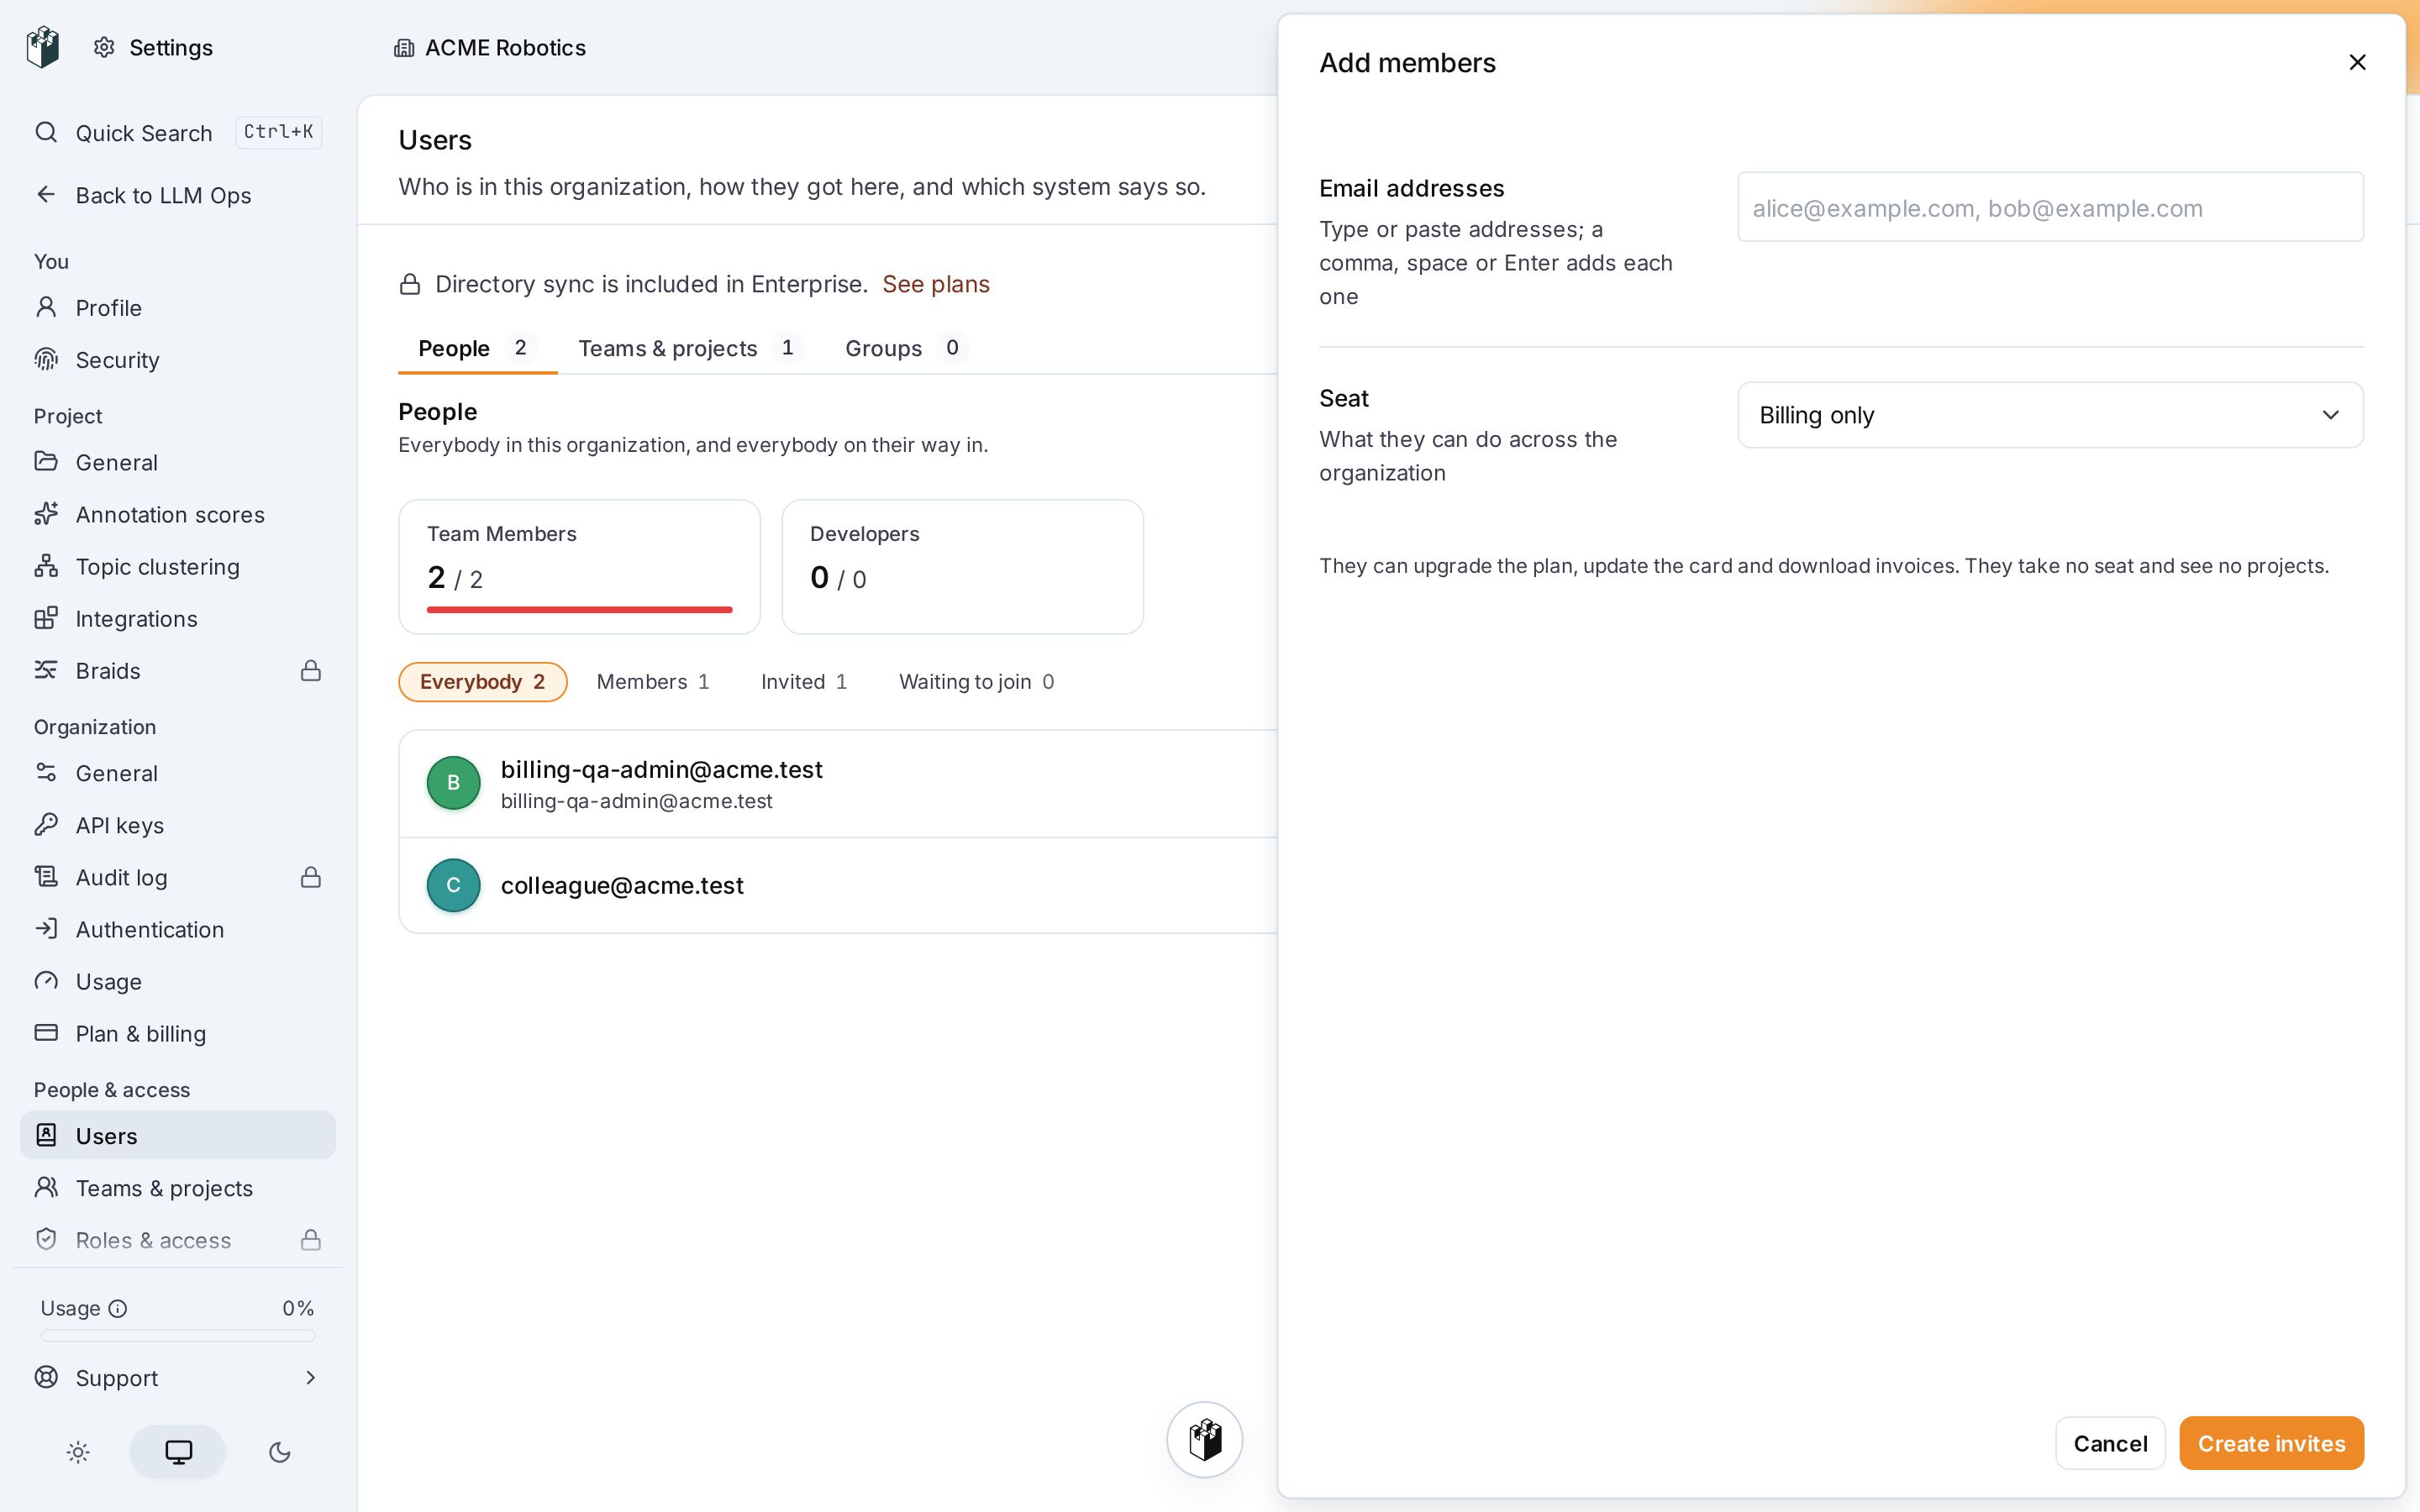 Settings
ACME Robotics
Quick Search
Ctrl+K
Back to LLM Ops
You
Profile
Security
Project
General
Annotation scores
Topic clustering
Integrations
Braids
Organization
General
API keys
Audit log
Authentication
Usage
Plan & billing
People & access
Users
Teams & projects
Roles & access
Usage
0%
Support
Users
Who is in this organization, how they got here, and which system says so.
Directory sync is included in Enterprise. See plans
People 2
Teams & projects 1
Groups 0
People
Everybody in this organization, and everybody on their way in.
Team Members
2 / 2
Developers
0 / 0
Everybody 2
Members 1
Invited 1
Waiting to join 0
B
billing-qa-admin@acme.test
billing-qa-admin@acme.test
C
colleague@acme.test
Add members
Email addresses
Type or paste addresses; a
comma, space or Enter adds each
one
alice@example.com, bob@example.com
Seat
What they can do across the
organization
Billing only
They can upgrade the plan, update the card and download invoices. They take no seat and see no projects.
Cancel
Create invites